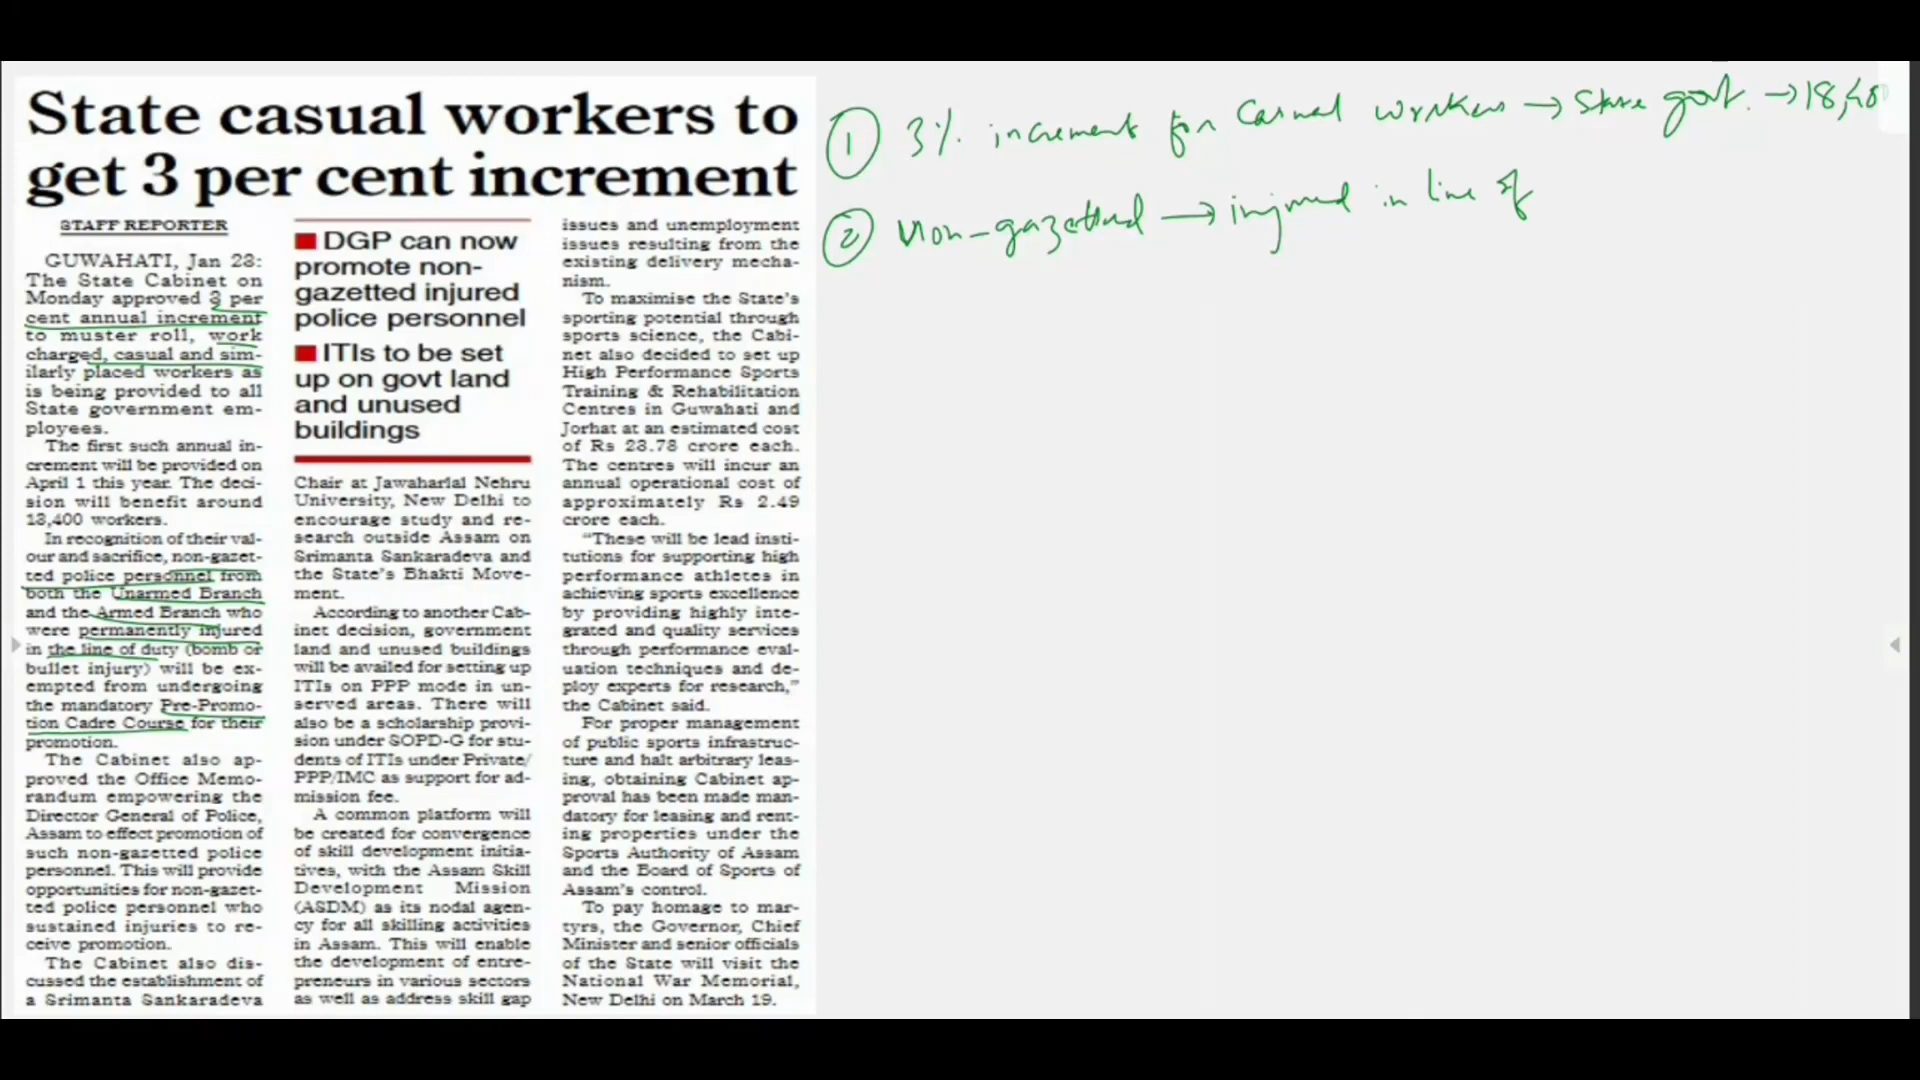 State casual workers to
get 3 per cent increment
STAFF REPORTER
GUWAHATI, Jan 23:
The State Cabinet on
Monday approved 3 per
cent annual increment
to muster roll, work
charged, casual and sim-
ilarly placed workers as
is being provided to all
State government em-
ployees.
The first such annual in-
crement will be provided on
April 1 this year. The deci-
sion will benefit around
13,400 workers.
In recognition of their val-
our and sacrifice, non-gazet-
ted police personnel from
both the Unarmed Branch
and the Armed Branch who
were permanently injured
in the line of duty (bomb or
bullet injury) will be ex-
empted from undergoing
the mandatory Pre-Promo-
tion Cadre Course for their
promotion.
The Cabinet also ap-
proved the Office Memo-
randum empowering the
Director General of Police,
Assam to effect promotion of
such non-gazetted police
personnel. This will provide
opportunities for non-gazet-
ted police personnel who
sustained injuries to re-
ceive promotion.
The Cabinet also dis-
cussed the establishment of
a Srimanta Sankaradeva
DGP can now
promote non-
gazetted injured
police personnel
ITIs to be set
up on govt land
and unused
buildings
Chair at Jawaharlal Nehru
University, New Delhi to
encourage study and re-
search outside Assam on
Srimanta Sankaradeva and
the State's Bhakti Move-
ment.
According to another Cab-
inet decision, government
land and unused buildings
will be availed for setting up
ITIs on PPP mode in un-
served areas. There will
also be a scholarship provi-
sion under SOPD-G for stu-
dents of ITIs under Private/
PPP/IMC as support for ad-
mission fee.
A common platform will
be created for convergence
of skill development initia-
tives, with the Assam Skill
Development Mission
(ASDM) as its nodal agen-
cy for all skilling activities
in Assam. This will enable
the development of entre-
preneurs in various sectors
as well as address skill gap
issues and unemployment
issues resulting from the
existing delivery mecha-
nism.
To maximise the State's
sporting potential through
sports science, the Cabi-
net also decided to set up
High Performance Sports
Training & Rehabilitation
Centres in Guwahati and
Jorhat at an estimated cost
of Rs 23.73 crore each.
The centres will incur an
annual operational cost of
approximately Rs 2.49
crore each.
"These will be lead insti-
tutions for supporting high
performance athletes in
achieving sports excellence
by providing highly inte-
grated and quality services
through performance eval-
uation techniques and de-
ploy experts for research,"
the Cabinet said.
For proper management
of public sports infrastruc-
ture and halt arbitrary leas-
ing, obtaining Cabinet ap-
proval has been made man-
datory for leasing and rent-
ing properties under the
Sports Authority of Assam
and the Board of Sports of
Assam's control.
To pay homage to mar-
tyrs, the Governor, Chief
Minister and senior officials
of the State will visit the
National War Memorial,
New Delhi on March 19.
① 3% increment for Casual workers → State govt. →
② Non-gazetted → injured in line of